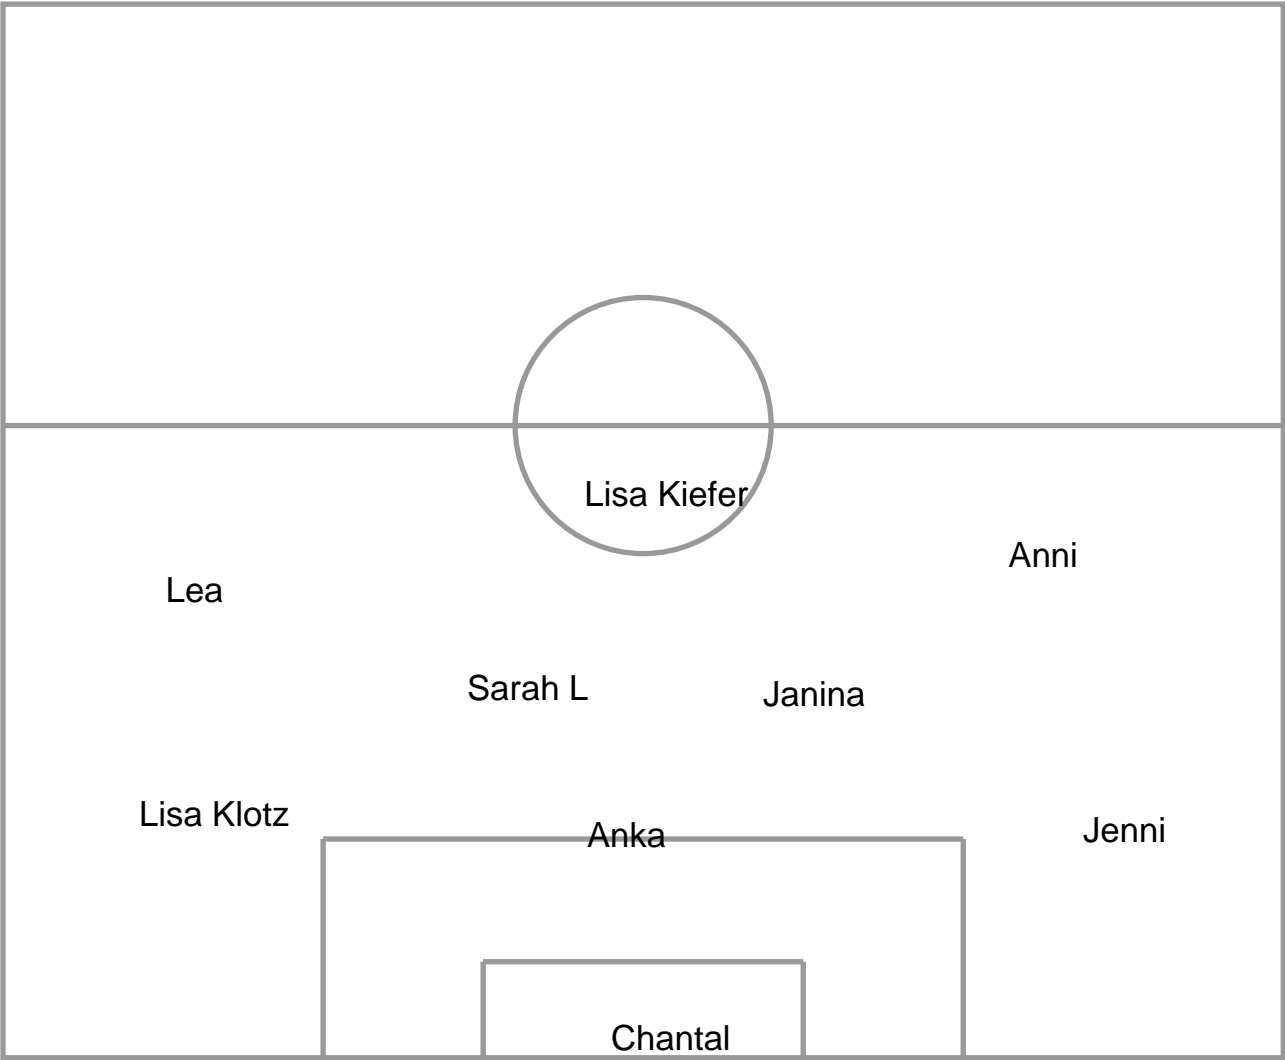 Lisa Kiefer
Anni
Lea
Sarah L
Janina
Lisa Klotz
Anka
Jenni
Chantal